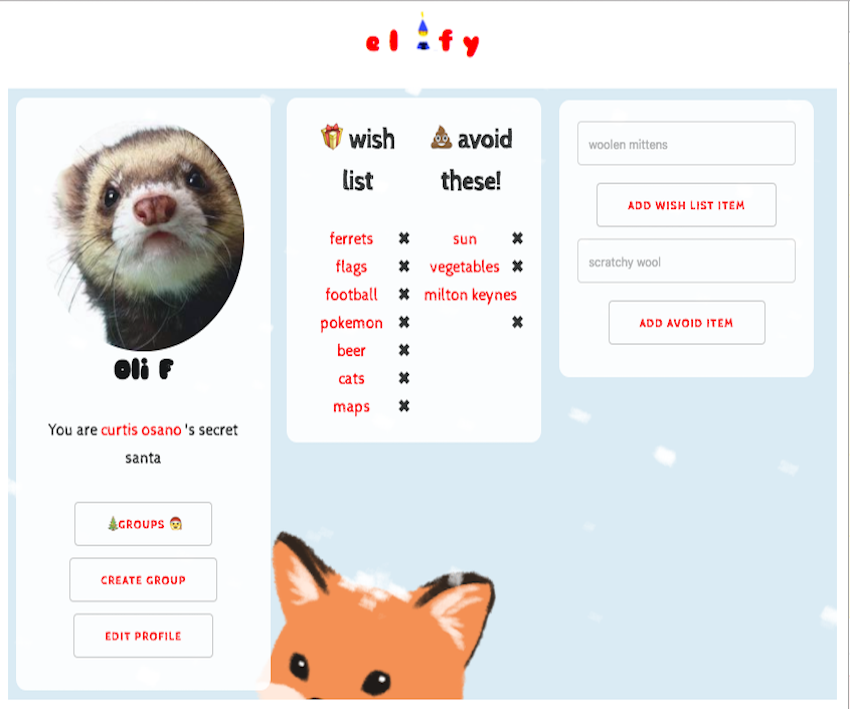 el fy
Oli F
You are curtis osano 's secret
santa
GROUPS
CREATE GROUP
EDIT PROFILE
wish
list
avoid
these!
ferrets
flags
football
pokemon
beer
cats
maps
sun
vegetables
milton keynes
woolen mittens
ADD WISH LIST ITEM
scratchy wool
ADD AVOID ITEM